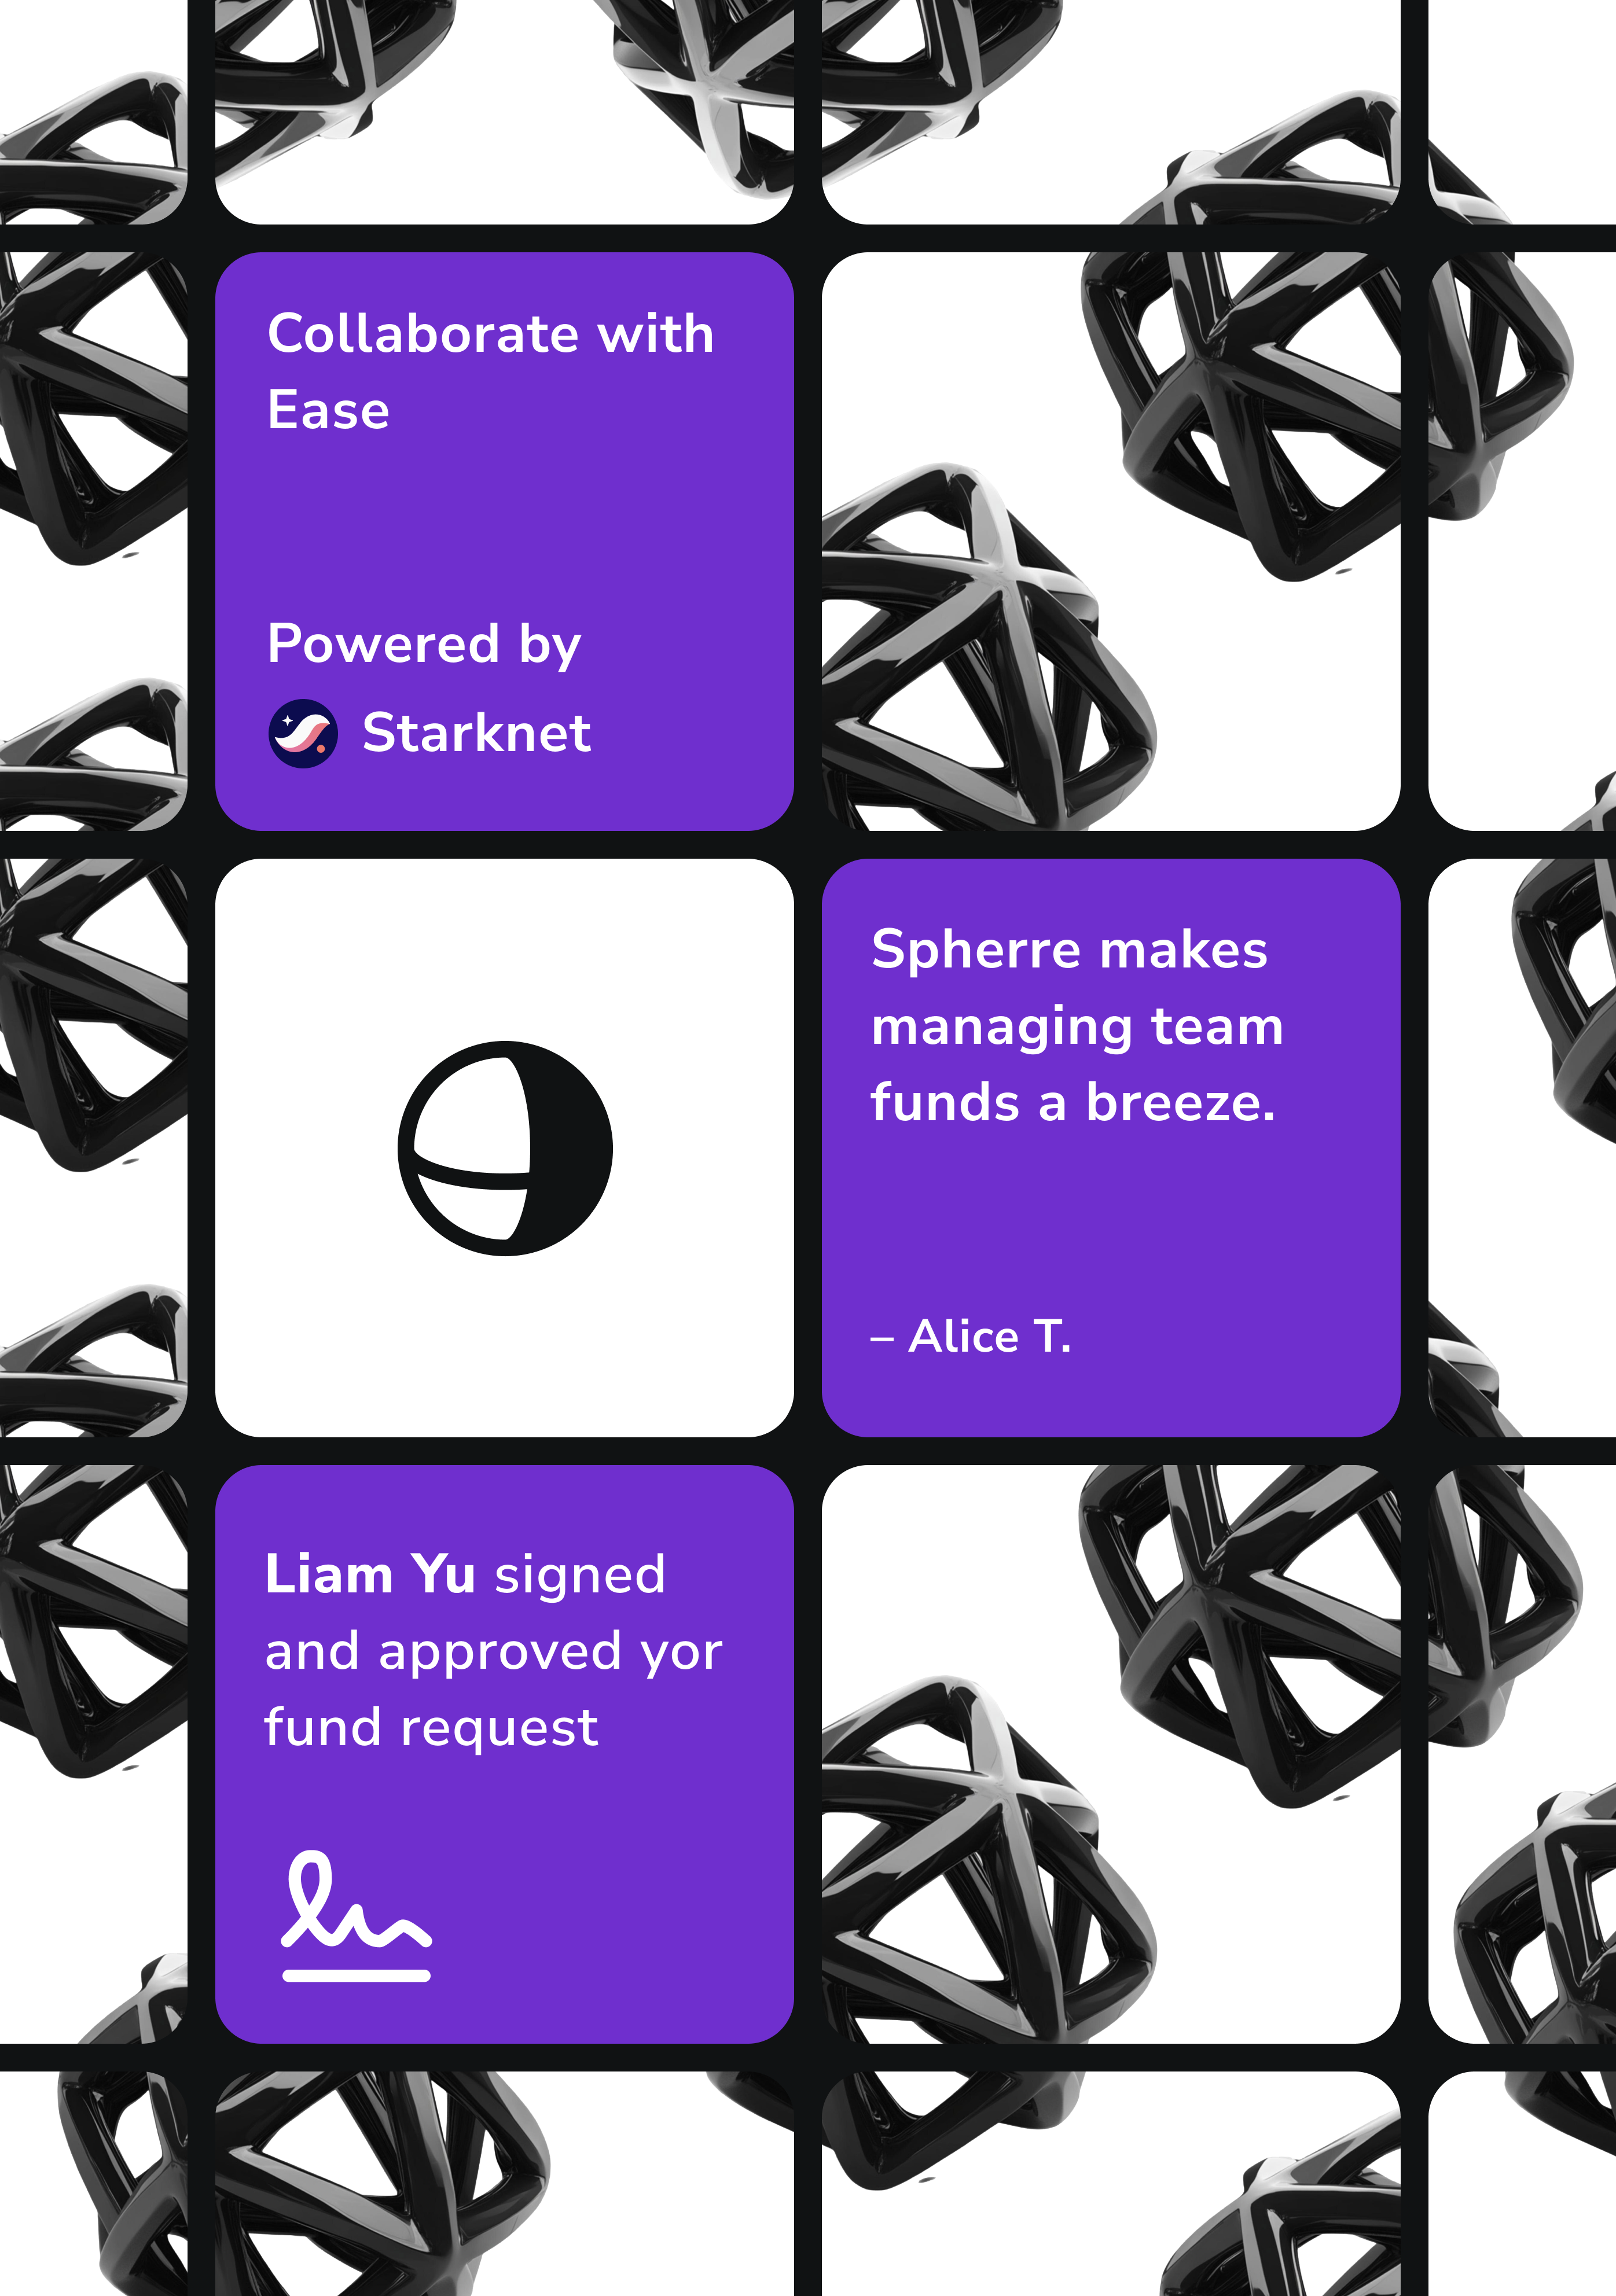 Collaborate with
Ease
Powered by
Starknet
Spherre makes
managing team
funds a breeze.
– Alice T.
Liam Yu signed
and approved yor
fund request